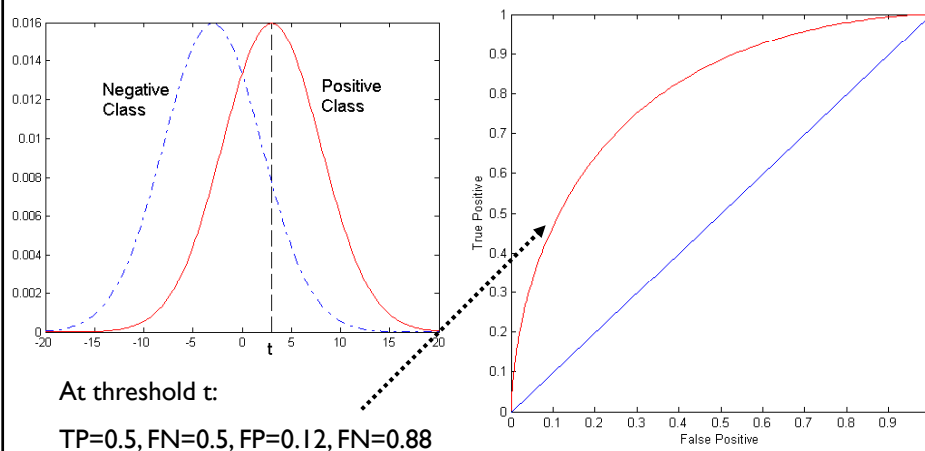 0.016
0.014
0.012
0.01
0.008
0.006
0.004
0.002
0
-20 -15 -10 -5 0 5 10 15 20
t
Negative
Class
Positive
Class
At threshold t:
TP=0.5, FN=0.5, FP=0.12, FN=0.88
1
0.9
0.8
0.7
0.6
0.5
0.4
0.3
0.2
0.1
0
True Positive
0 0.1 0.2 0.3 0.4 0.5 0.6 0.7 0.8 0.9
False Positive